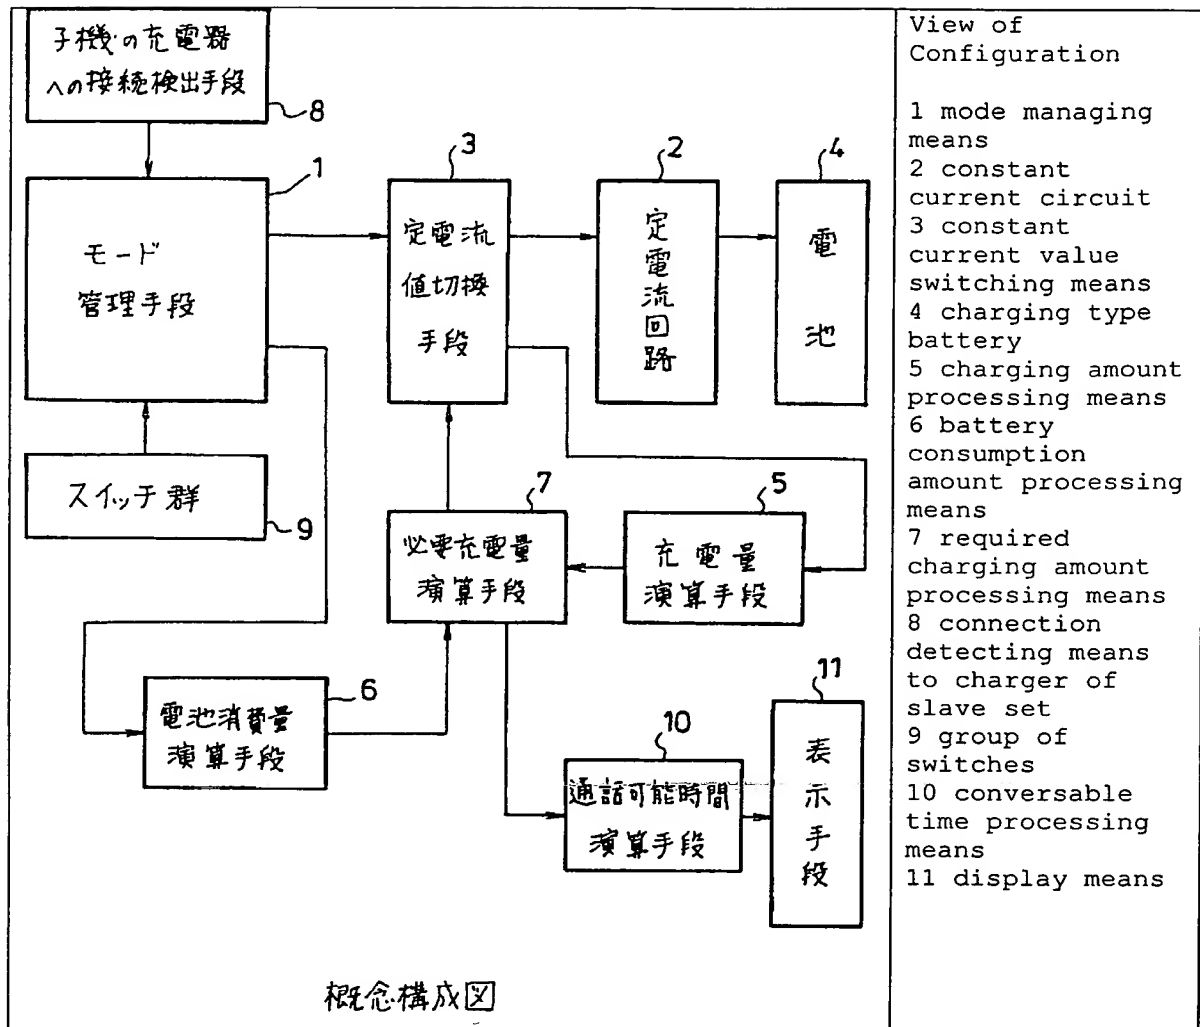 子機の充電器
への接続検出手段
8
1
モード
管理手段
3
定電流
値切換
手段
2
定電流回路
4
電池
スイッチ群
9
7
必要充電量
演算手段
5
充電量
演算手段
6
電池消費量
演算手段
10
通話可能時間
演算手段
11
表示手段
概念構成図
View of
Configuration
1 mode managing
means
2 constant
current circuit
3 constant
current value
switching means
4 charging type
battery
5 charging amount
processing means
6 battery
consumption
amount processing
means
7 required
charging amount
processing means
8 connection
detecting means
to charger of
slave set
9 group of
switches
10 conversable
time processing
means
11 display means